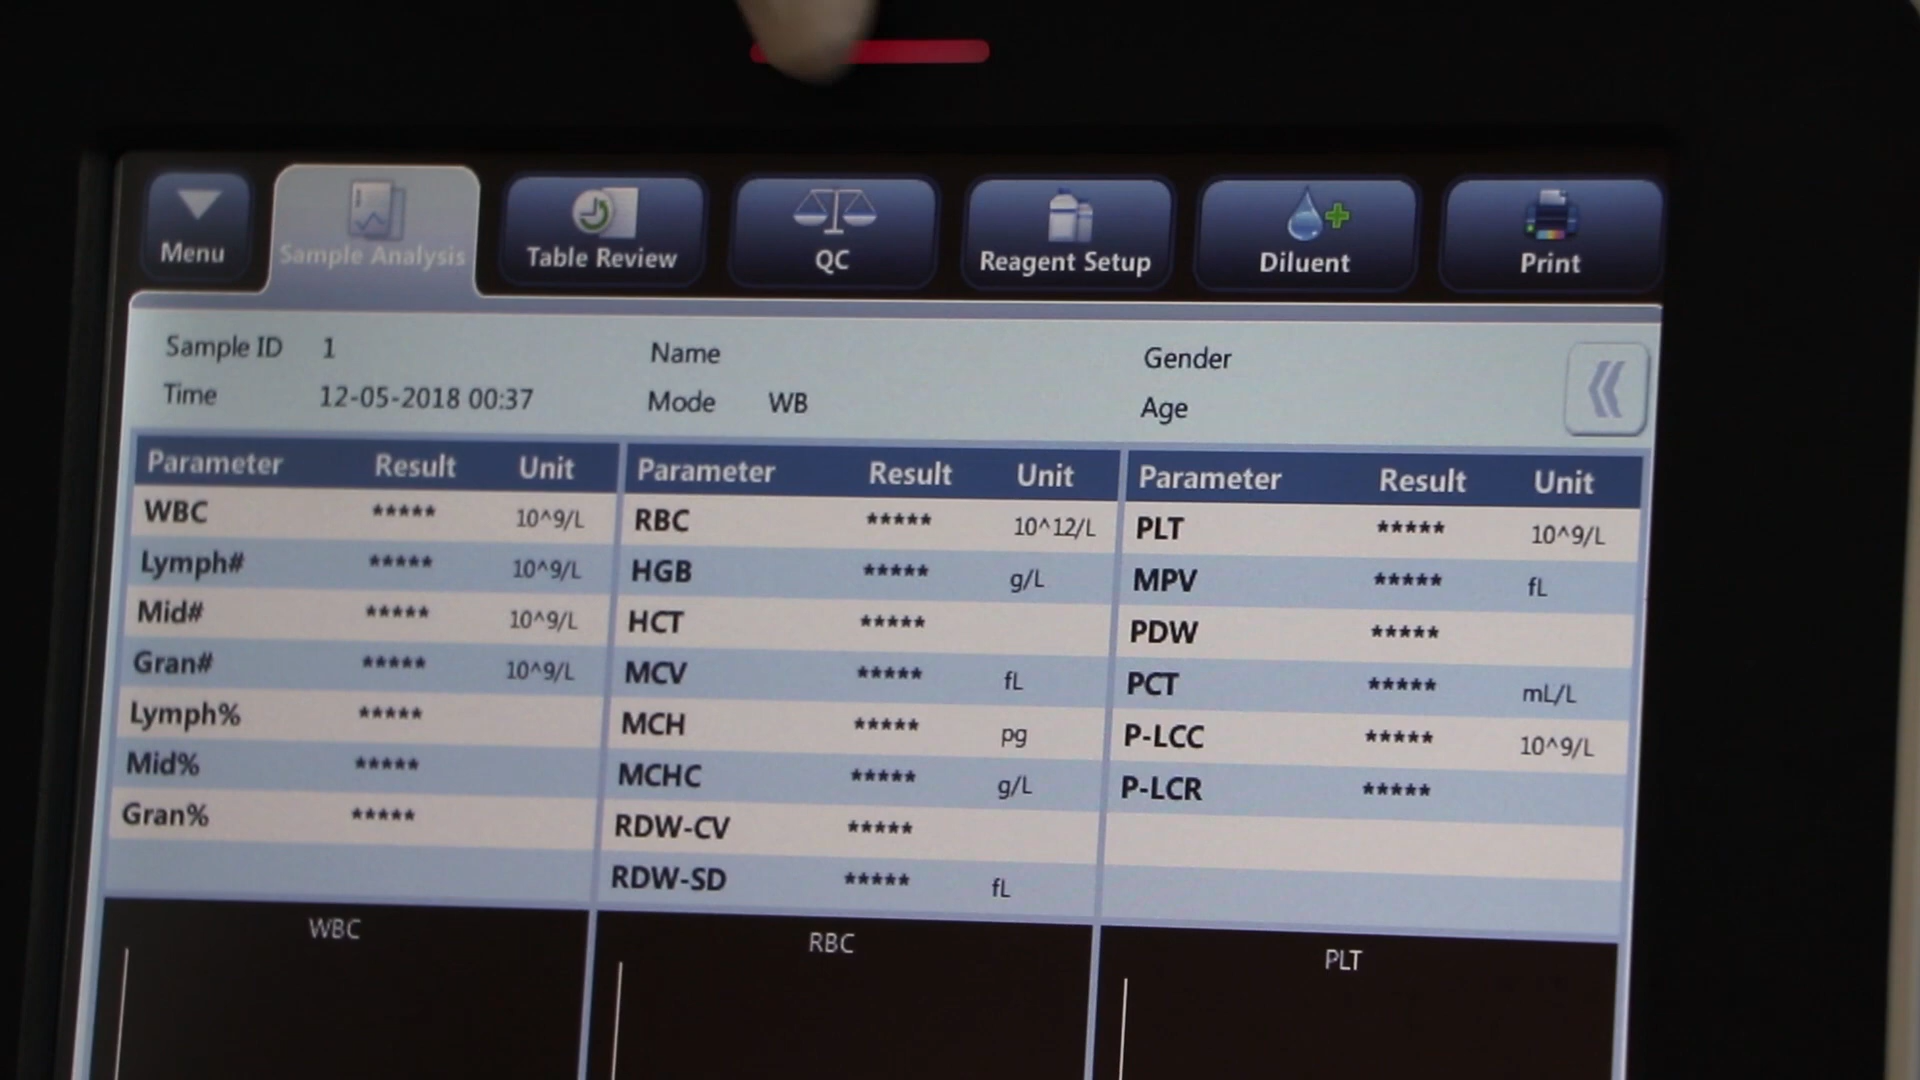 Menu
Sample Analysis
Table Review
QC
Reagent Setup
Diluent
Print
Sample ID 1 Name Gender
Time 12-05-2018 00:37 Mode WB Age
Parameter Result Unit Parameter Result Unit Parameter Result Unit
WBC ***** 10^9/L RBC ***** 10^12/L PLT ***** 10^9/L
Lymph# ***** 10^9/L HGB ***** g/L MPV ***** fL
Mid# ***** 10^9/L HCT ***** PDW *****
Gran# ***** 10^9/L MCV ***** fL PCT ***** mL/L
Lymph% ***** MCH ***** pg P-LCC ***** 10^9/L
Mid% ***** MCHC ***** g/L P-LCR *****
Gran% ***** RDW-CV *****
RDW-SD ***** fL
WBC RBC PLT